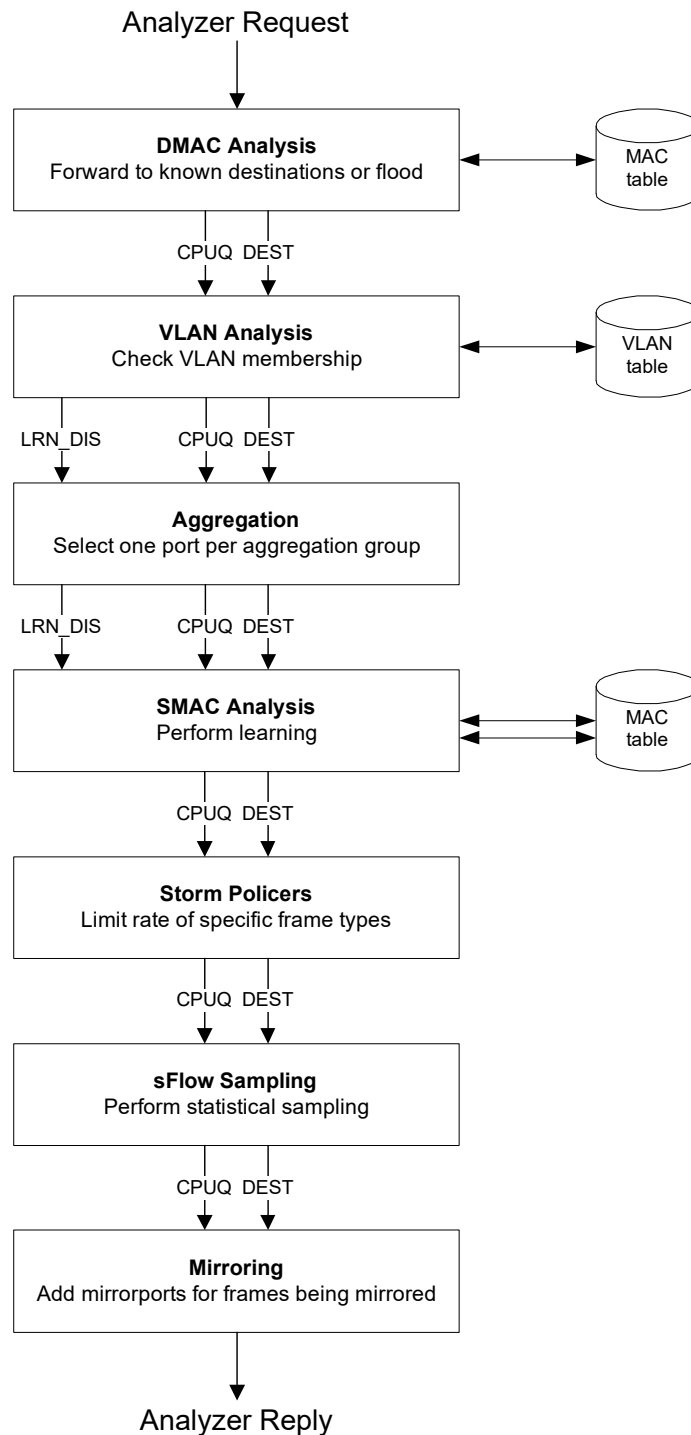 Analyzer Request
DMAC Analysis
Forward to known destinations or flood
MAC
table
CPUQ DEST
VLAN Analysis
Check VLAN membership
VLAN
table
LRN_DIS CPUQ DEST
Aggregation
Select one port per aggregation group
LRN_DIS CPUQ DEST
SMAC Analysis
Perform learning
MAC
table
CPUQ DEST
Storm Policers
Limit rate of specific frame types
CPUQ DEST
sFlow Sampling
Perform statistical sampling
CPUQ DEST
Mirroring
Add mirrorports for frames being mirrored
Analyzer Reply